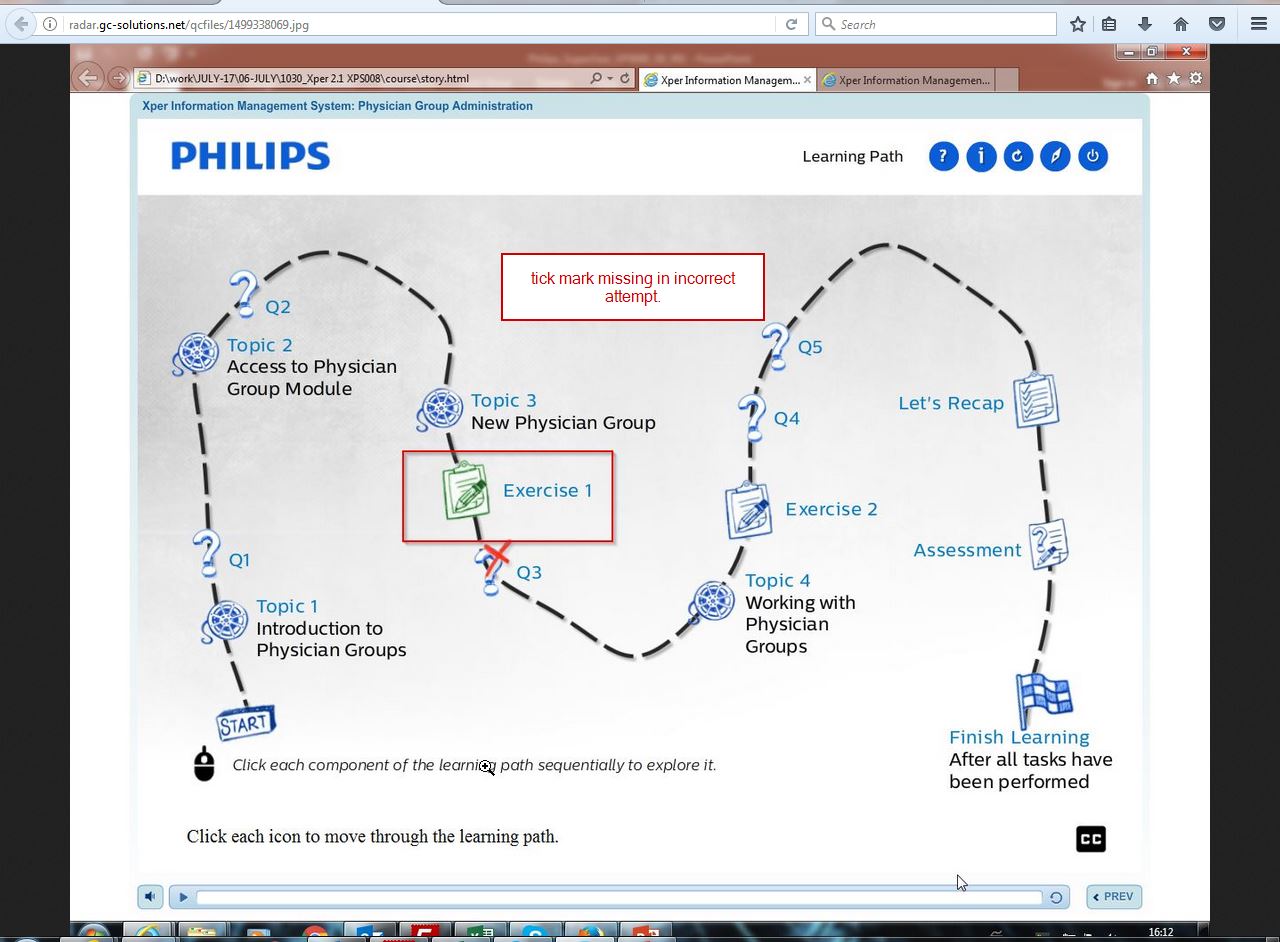 radar.gc-solutions.net/qcfiles/1499338069.jpg
Search
D:\work\JULY-17\06-JULY\1030_Xper 2.1 XPS008\course\story.html
Xper Information Managem...
Xper Information Managemen...
Xper Information Management System: Physician Group Administration
PHILIPS
Learning Path
tick mark missing in incorrect
attempt.
Q2
Topic 2
Access to Physician
Group Module
Q5
Topic 3
New Physician Group
Let's Recap
Q4
Exercise 1
Exercise 2
Q1
Q3
Assessment
Topic 1
Introduction to
Physician Groups
Topic 4
Working with
Physician
Groups
START
Finish Learning
After all tasks have
been performed
Click each component of the learning path sequentially to explore it.
Click each icon to move through the learning path.
CC
PREV
16:12